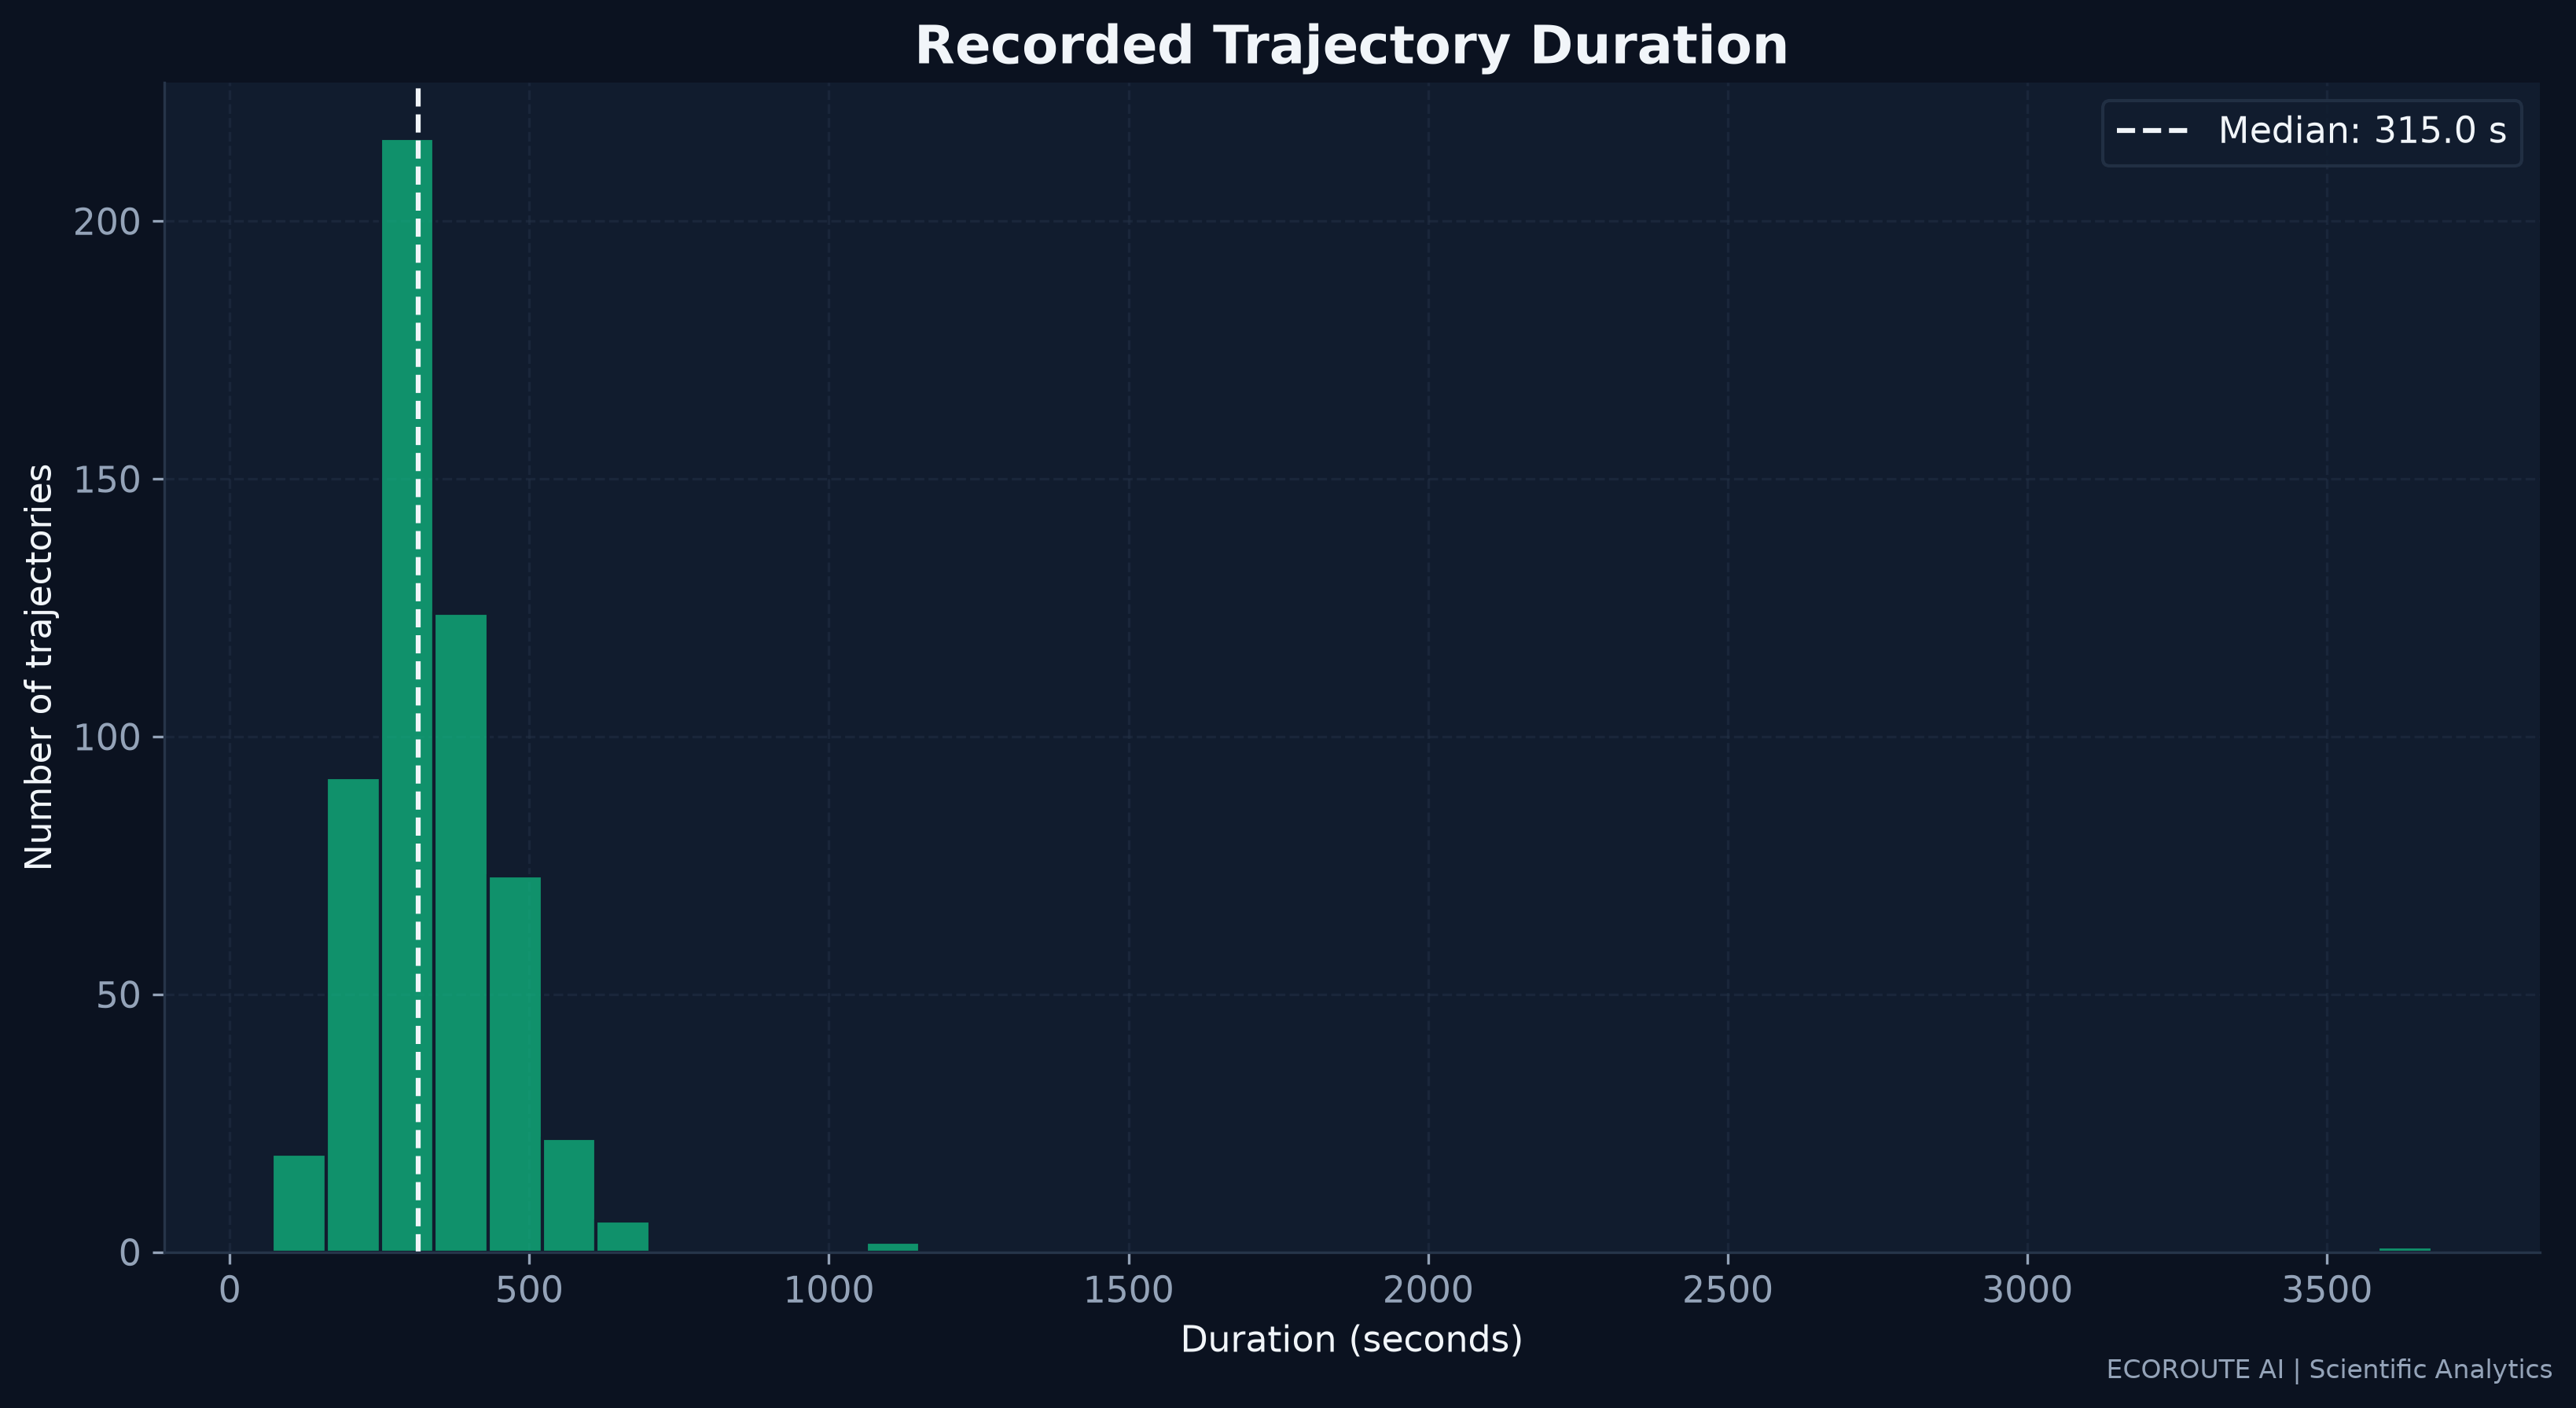 Recorded Trajectory Duration
Median: 315.0 s
200
150
100
50
0
Number of trajectories
0 500 1000 1500 2000 2500 3000 3500
Duration (seconds)
ECOROUTE AI | Scientific Analytics